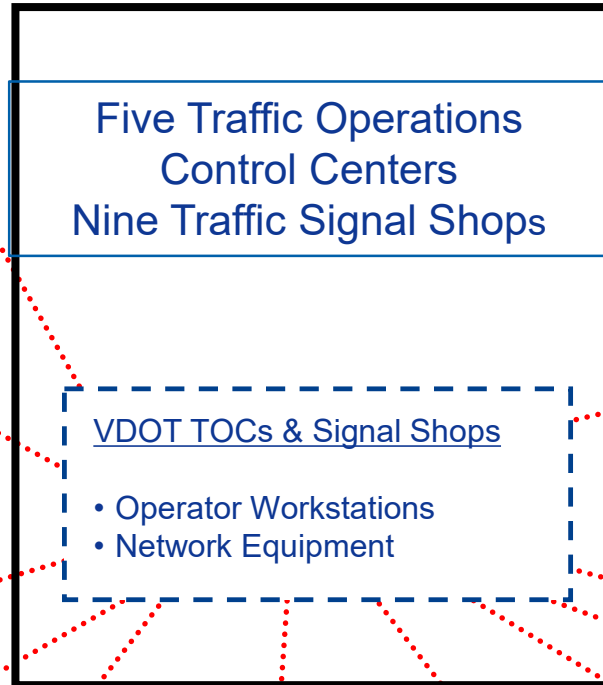 Five Traffic Operations
Control Centers
Nine Traffic Signal Shops
VDOT TOCs & Signal Shops
• Operator Workstations
• Network Equipment